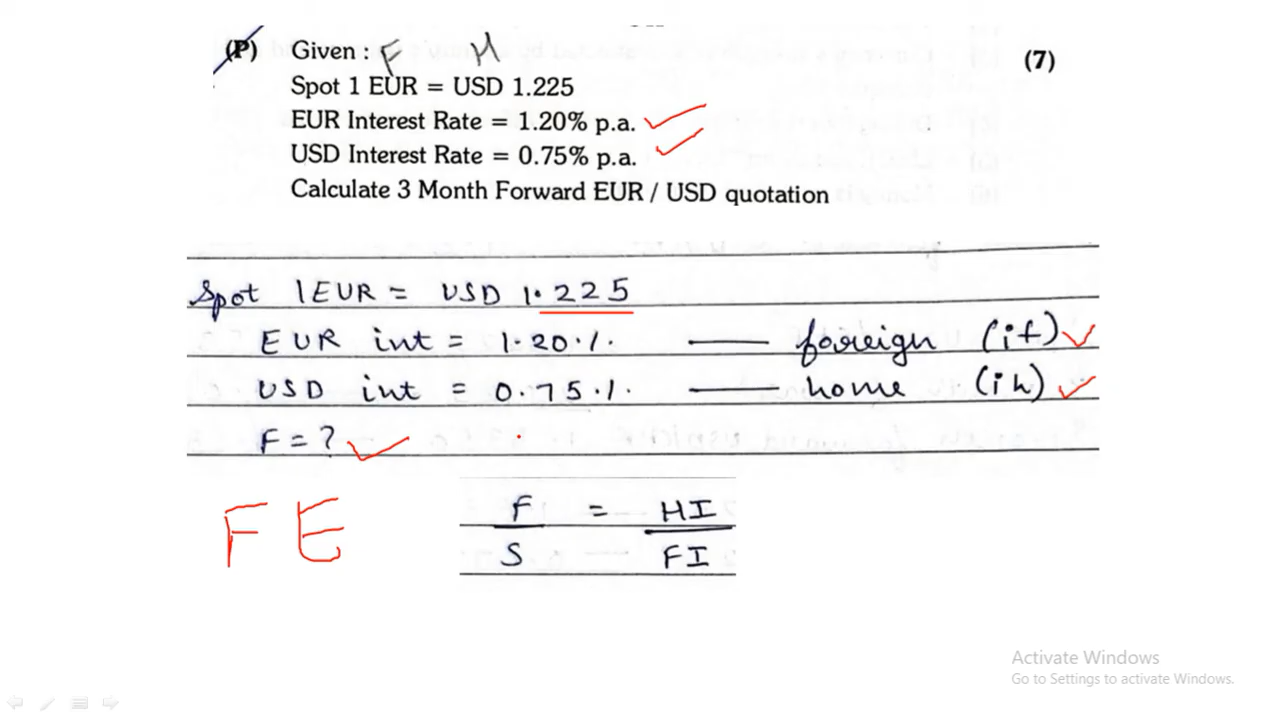 F H
(P) Given : (7)
Spot 1 EUR = USD 1.225
EUR Interest Rate = 1.20% p.a.
USD Interest Rate = 0.75% p.a.
Calculate 3 Month Forward EUR / USD quotation
Spot 1 EUR = USD 1.225
EUR int = 1.20% — foreign (if)
USD int = 0.75% — home (ih)
F = ?
F E
F = HI
S FI
Activate Windows
Go to Settings to activate Windows.